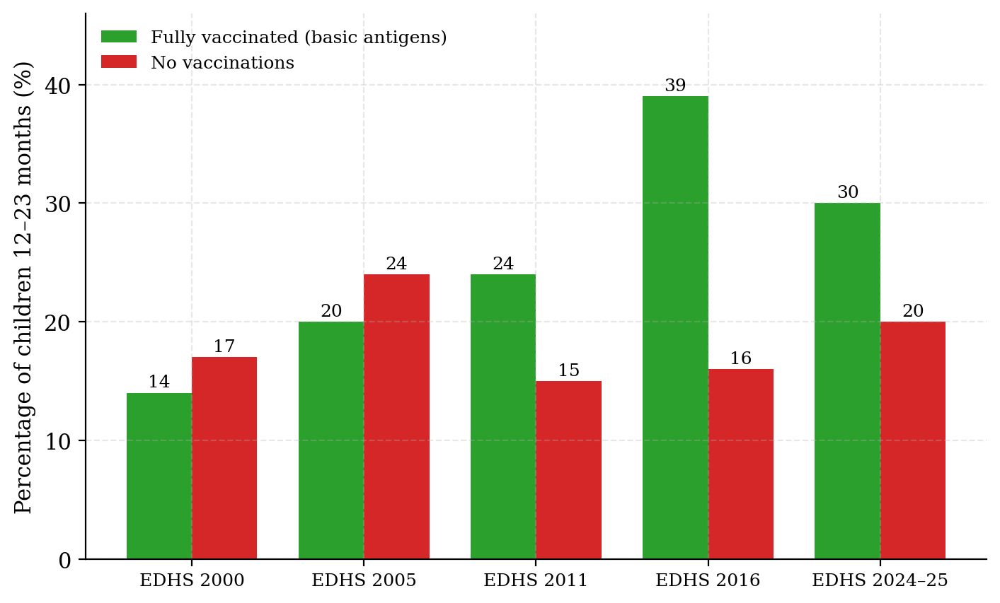 Fully vaccinated (basic antigens)
No vaccinations
Percentage of children 12–23 months (%)
40
30
20
10
0
14
17
20
24
24
15
39
16
30
20
EDHS 2000
EDHS 2005
EDHS 2011
EDHS 2016
EDHS 2024–25